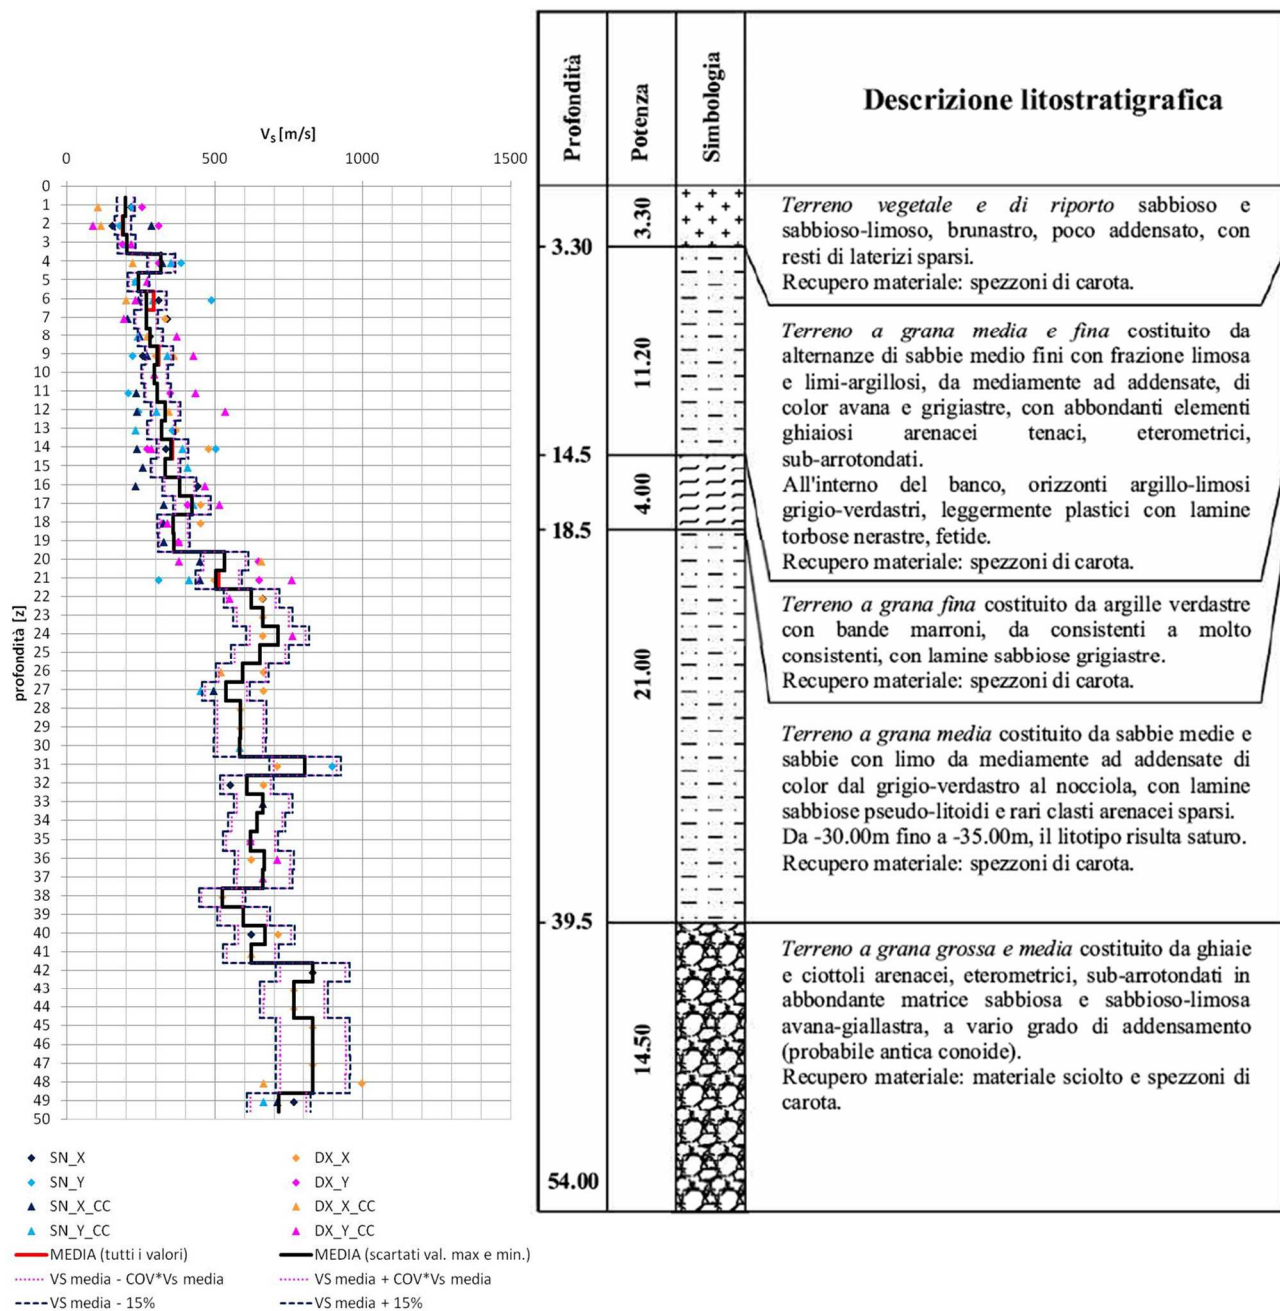 Vs [m/s]
0 500 1000 1500
profondità [z]
0
1
2
3
4
5
6
7
8
9
10
11
12
13
14
15
16
17
18
19
20
21
22
23
24
25
26
27
28
29
30
31
32
33
34
35
36
37
38
39
40
41
42
43
44
45
46
47
48
49
50
SN_X
DX_X
SN_Y
DX_Y
SN_X_CC
DX_X_CC
SN_Y_CC
DX_Y_CC
MEDIA (tutti i valori)
MEDIA (scartati val. max e min.)
VS media - COV*Vs media
VS media + COV*Vs media
VS media - 15%
VS media + 15%
Profondità
Potenza
Simbologia
Descrizione litostratigrafica
3.30
3.30
11.20
14.5
4.00
18.5
21.00
39.5
14.50
54.00
Terreno vegetale e di riporto sabbioso e
sabbioso-limoso, brunastro, poco addensato, con
resti di laterizi sparsi.
Recupero materiale: spezzoni di carota.
Terreno a grana media e fina costituito da
alternanze di sabbie medio fini con frazione limosa
e limi-argillosi, da mediamente ad addensate, di
color avana e grigiastre, con abbondanti elementi
ghiaiosi arenacei tenaci, eterometrici,
sub-arrotondati.
All'interno del banco, orizzonti argillo-limosi
grigio-verdastri, leggermente plastici con lamine
torbose nerastre, fetide.
Recupero materiale: spezzoni di carota.
Terreno a grana fina costituito da argille verdastre
con bande marroni, da consistenti a molto
consistenti, con lamine sabbiose grigiastre.
Recupero materiale: spezzoni di carota.
Terreno a grana media costituito da sabbie medie e
sabbie con limo da mediamente ad addensate di
color dal grigio-verdastro al nocciola, con lamine
sabbiose pseudo-litoidi e rari clasti arenacei sparsi.
Da -30.00m fino a -35.00m, il litotipo risulta saturo.
Recupero materiale: spezzoni di carota.
Terreno a grana grossa e media costituito da ghiaie
e ciottoli arenacei, eterometrici, sub-arrotondati in
abbondante matrice sabbiosa e sabbioso-limosa
avana-giallastra, a vario grado di addensamento
(probabile antica conoide).
Recupero materiale: materiale sciolto e spezzoni di
carota.